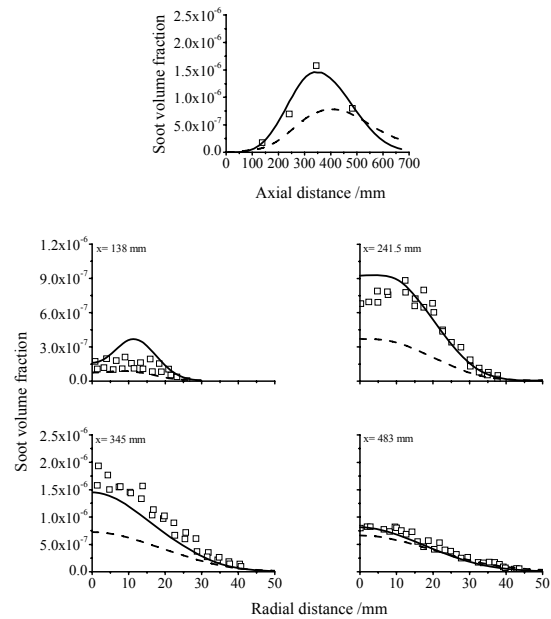 Soot volume fraction
2.5x10⁻⁶
2.0x10⁻⁶
1.5x10⁻⁶
1.0x10⁻⁶
5.0x10⁻⁷
0.0
0 100 200 300 400 500 600 700
Axial distance /mm
Soot volume fraction
1.2x10⁻⁶
9.0x10⁻⁷
6.0x10⁻⁷
3.0x10⁻⁷
0.0
x= 138 mm
x= 241.5 mm
2.5x10⁻⁶
2.0x10⁻⁶
1.5x10⁻⁶
1.0x10⁻⁶
5.0x10⁻⁷
0.0
x= 345 mm
x= 483 mm
0 10 20 30 40 50
0 10 20 30 40 50
Radial distance /mm